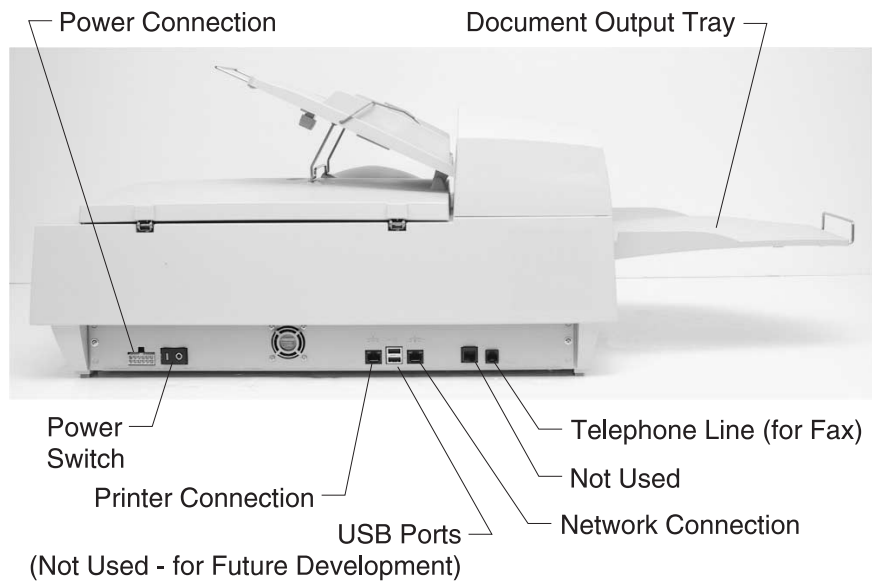 Power Connection
Document Output Tray
Power
Switch
Telephone Line (for Fax)
Not Used
Printer Connection
Network Connection
USB Ports
(Not Used - for Future Development)